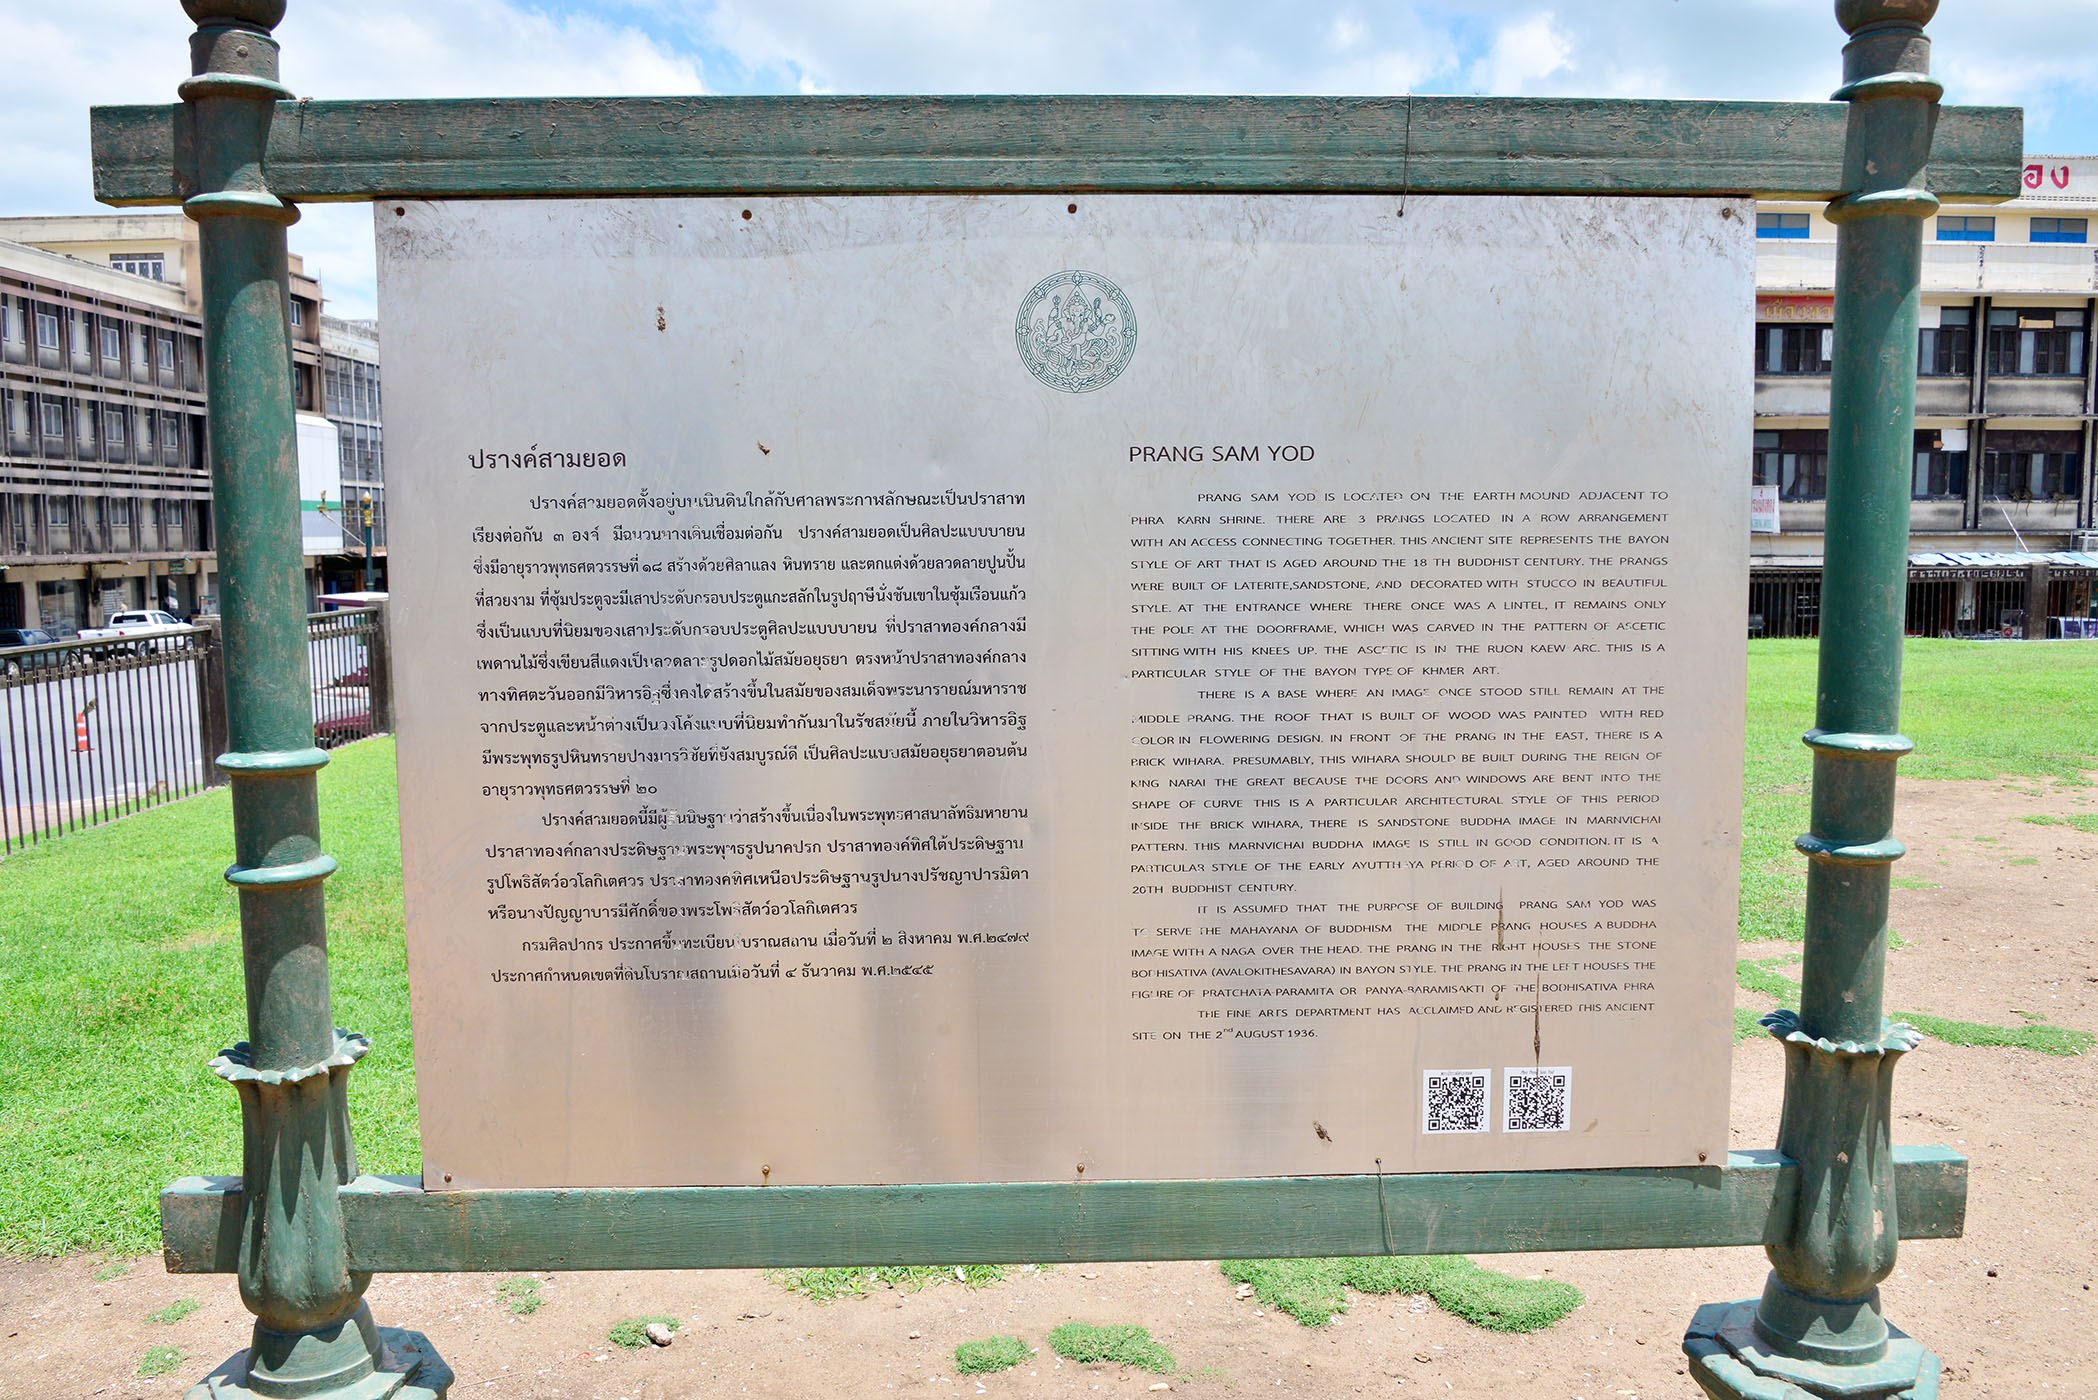 ปรางค์สามยอด
ปรางค์สามยอดตั้งอยู่บนเนินดินใกล้กับศาลพระกาฬลักษณะเป็นปราสาท
เรียงต่อกัน ๓ องจ์ มีฉนวนทางเดินเชื่อมต่อกัน ปรางค์สามยอดเป็นศิลปะแบบบายน
ซึ่งมีอายุราวพุทธศตวรรษที่ ๑๘ สร้างด้วยศิลาแลง หินทราย และตกแต่งด้วยลวดลายปูนปั้น
ที่สวยงาม ที่ซุ้มประตูจะมีเสาประดับกรอบประตูแกะสลักในรูปฤาษีนั่งชันเขาในซุ้มเรือนแก้ว
ซึ่งเป็นแบบที่นิยมของเสาประดับกรอบประตูศิลปะแบบบายน ที่ปราสาทองค์กลางมี
เพดานไม้ซึ่งเขียนสีแดงเป็นลวดลายรูปดอกไม้สมัยอยุธยา ตรงหน้าปราสาทองค์กลาง
ทางทิศตะวันออกมีวิหารอิฐซึ่งคงได้สร้างขึ้นในสมัยของสมเด็จพระนารายณ์มหาราช
จากประตูและหน้าต่างเป็นวงโค้งแบบที่นิยมทำกันมาในรัชสมัยนี้ ภายในวิหารอิฐ
มีพระพุทธรูปหินทรายปางมารวิชัยที่ยังสมบูรณ์ดี เป็นศิลปะแบบสมัยอยุธยาตอนต้น
อายุราวพุทธศตวรรษที่ ๒๐
ปรางค์สามยอดนี้มีผู้สันนิษฐานว่าสร้างขึ้นเนื่องในพระพุทธศาสนาลัทธิมหายาน
ปราสาทองค์กลางประดิษฐานพระพุทธรูปนาคปรก ปราสาทองค์ทิศใต้ประดิษฐาน
รูปโพธิสัตว์อวโลกิเตศวร ปราสาทองคทิศเหนือประดิษฐานรูปนางปรัชญาปารมิตา
หรือนางปัญญาบารมีศักดิ์ของพระโพธิสัตว์อวโลกิเตศวร
กรมศิลปากร ประกาศขึ้นทะเบียนโบราณสถาน เมื่อวันที่ ๒ สิงหาคม พ.ศ.๒๔๗๙
ประกาศกำหนดเขตที่ดินโบราณสถานเมื่อวันที่ ๔ ธันวาคม พ.ศ.๒๕๔๕
PRANG SAM YOD
PRANG SAM YOD IS LOCATED ON THE EARTH MOUND ADJACENT TO
PHRA KARN SHRINE. THERE ARE 3 PRANGS LOCATED IN A ROW ARRANGEMENT
WITH AN ACCESS CONNECTING TOGETHER. THIS ANCIENT SITE REPRESENTS THE BAYON
STYLE OF ART THAT IS AGED AROUND THE 18 TH BUDDHIST CENTURY. THE PRANGS
WERE BUILT OF LATERITE,SANDSTONE, AND DECORATED WITH STUCCO IN BEAUTIFUL
STYLE. AT THE ENTRANCE WHERE THERE ONCE WAS A LINTEL, IT REMAINS ONLY
THE POLE AT THE DOORFRAME, WHICH WAS CARVED IN THE PATTERN OF ASCETIC
SITTING WITH HIS KNEES UP. THE ASCETIC IS IN THE RUON KAEW ARC. THIS IS A
PARTICULAR STYLE OF THE BAYON TYPE OF KHMER ART.
THERE IS A BASE WHERE AN IMAGE ONCE STOOD STILL REMAIN AT THE
MIDDLE PRANG. THE ROOF THAT IS BUILT OF WOOD WAS PAINTED WITH RED
COLOR IN FLOWERING DESIGN. IN FRONT OF THE PRANG IN THE EAST, THERE IS A
BRICK WIHARA. PRESUMABLY, THIS WIHARA SHOULD BE BUILT DURING THE REIGN OF
KING NARAI THE GREAT BECAUSE THE DOORS AND WINDOWS ARE BENT INTO THE
SHAPE OF CURVE THIS IS A PARTICULAR ARCHITECTURAL STYLE OF THIS PERIOD
INSIDE THE BRICK WIHARA, THERE IS SANDSTONE BUDDHA IMAGE IN MARNVICHAI
PATTERN. THIS MARNVICHAI BUDDHA IMAGE IS STILL IN GOOD CONDITION. IT IS A
PARTICULAR STYLE OF THE EARLY AYUTTHAYA PERIOD OF ART, AGED AROUND THE
20TH BUDDHIST CENTURY.
IT IS ASSUMED THAT THE PURPOSE OF BUILDING PRANG SAM YOD WAS
TO SERVE THE MAHAYANA OF BUDDHISM THE MIDDLE PRANG HOUSES A BUDDHA
IMAGE WITH A NAGA OVER THE HEAD. THE PRANG IN THE RIGHT HOUSES THE STONE
BODHISATIVA (AVALOKITHESAVARA) IN BAYON STYLE. THE PRANG IN THE LEFT HOUSES THE
FIGURE OF PRATCHATA-PARAMITA OR PANYA-BARAMISAKTI OF THE BODHISATIVA PHRA
THE FINE ARTS DEPARTMENT HAS ACCLAIMED AND REGISTERED THIS ANCIENT
SITE ON THE 2nd AUGUST 1936.